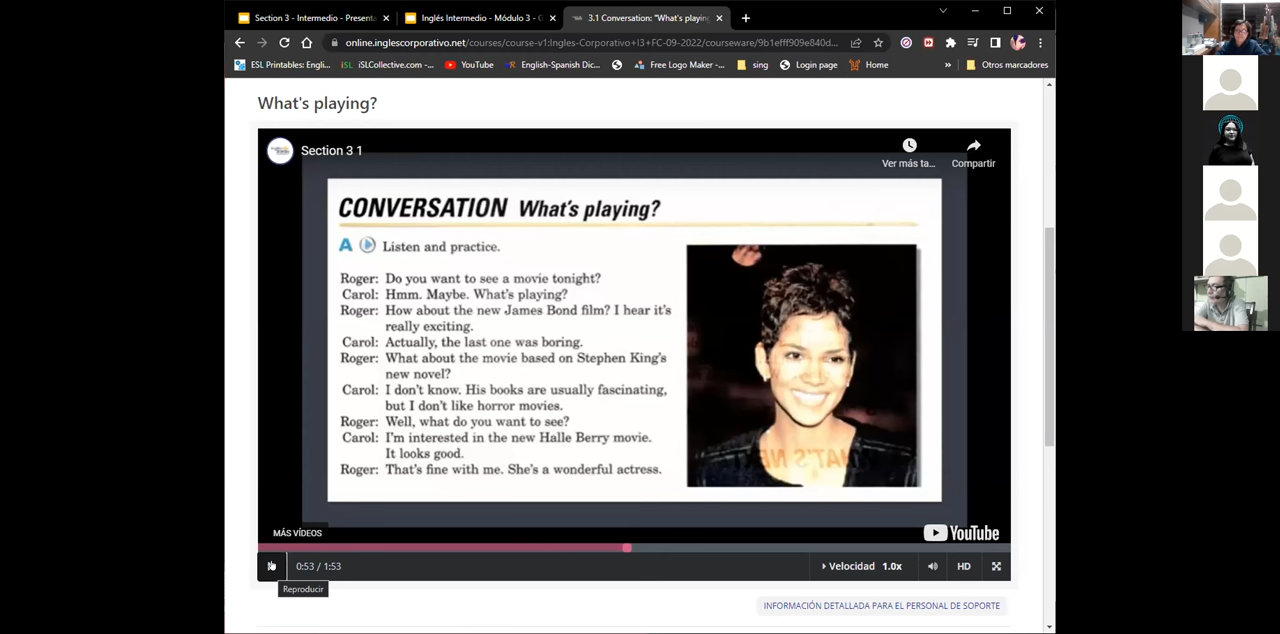 Section 3 - Intermedio - Presenta
Inglés Intermedio - Módulo 3 - G
3.1 Conversation: "What's playing
online.inglescorporativo.net/courses/course-v1:Ingles-Corporativo+I3+FC-09-2022/courseware/9b1efff909e840d...
ESL Printables: Engli...
iSLCollective.com -...
YouTube
English-Spanish Dic...
Free Logo Maker -...
sing
Login page
Home
»
Otros marcadores
What's playing?
Section 3 1
Ver más ta...
Compartir
CONVERSATION What's playing?
A Listen and practice.
Roger: Do you want to see a movie tonight?
Carol: Hmm. Maybe. What's playing?
Roger: How about the new James Bond film? I hear it's
really exciting.
Carol: Actually, the last one was boring.
Roger: What about the movie based on Stephen King's
new novel?
Carol: I don't know. His books are usually fascinating,
but I don't like horror movies.
Roger: Well, what do you want to see?
Carol: I'm interested in the new Halle Berry movie.
It looks good.
Roger: That's fine with me. She's a wonderful actress.
MÁS VÍDEOS
YouTube
0:53 / 1:53
Velocidad 1.0x
HD
Reproducir
INFORMACIÓN DETALLADA PARA EL PERSONAL DE SOPORTE